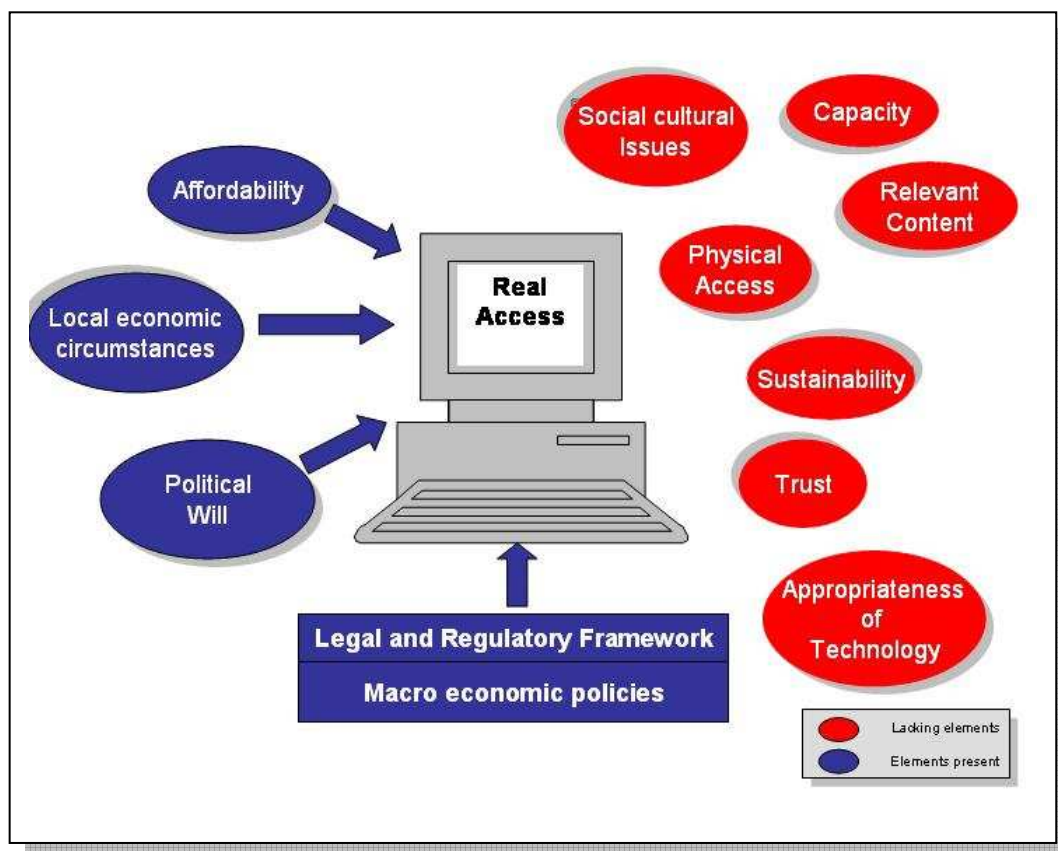 Social cultural
Issues
Capacity
Affordability
Relevant
Content
Physical
Access
Real
Access
Local economic
circumstances
Sustainability
Political
Will
Trust
Appropriateness
of
Technology
Legal and Regulatory Framework
Macro economic policies
Lacking elements
Elements present